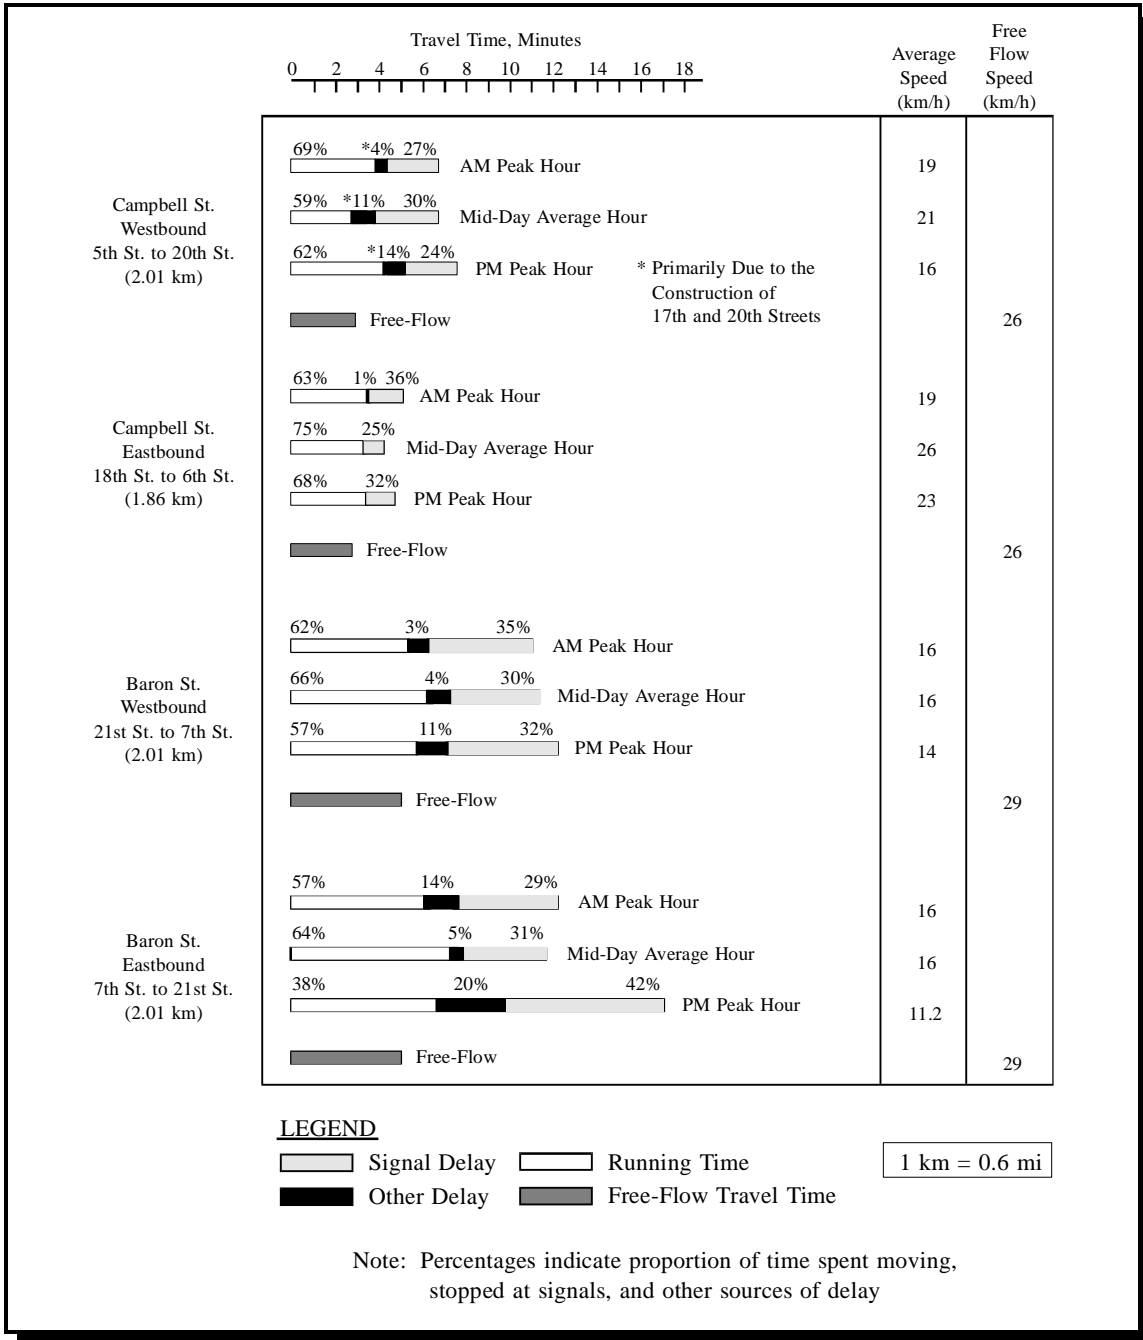 Travel Time, Minutes
0 2 4 6 8 10 12 14 16 18
Average
Speed
(km/h)
Free
Flow
Speed
(km/h)
Campbell St.
Westbound
5th St. to 20th St.
(2.01 km)
69% *4% 27%
AM Peak Hour
19
59% *11% 30%
Mid-Day Average Hour
21
62% *14% 24%
PM Peak Hour
16
* Primarily Due to the
Construction of
17th and 20th Streets
Free-Flow
26
Campbell St.
Eastbound
18th St. to 6th St.
(1.86 km)
63% 1% 36%
AM Peak Hour
19
75% 25%
Mid-Day Average Hour
26
68% 32%
PM Peak Hour
23
Free-Flow
26
Baron St.
Westbound
21st St. to 7th St.
(2.01 km)
62% 3% 35%
AM Peak Hour
16
66% 4% 30%
Mid-Day Average Hour
16
57% 11% 32%
PM Peak Hour
14
Free-Flow
29
Baron St.
Eastbound
7th St. to 21st St.
(2.01 km)
57% 14% 29%
AM Peak Hour
16
64% 5% 31%
Mid-Day Average Hour
16
38% 20% 42%
PM Peak Hour
11.2
Free-Flow
29
LEGEND
Signal Delay
Running Time
Other Delay
Free-Flow Travel Time
1 km = 0.6 mi
Note: Percentages indicate proportion of time spent moving,
stopped at signals, and other sources of delay